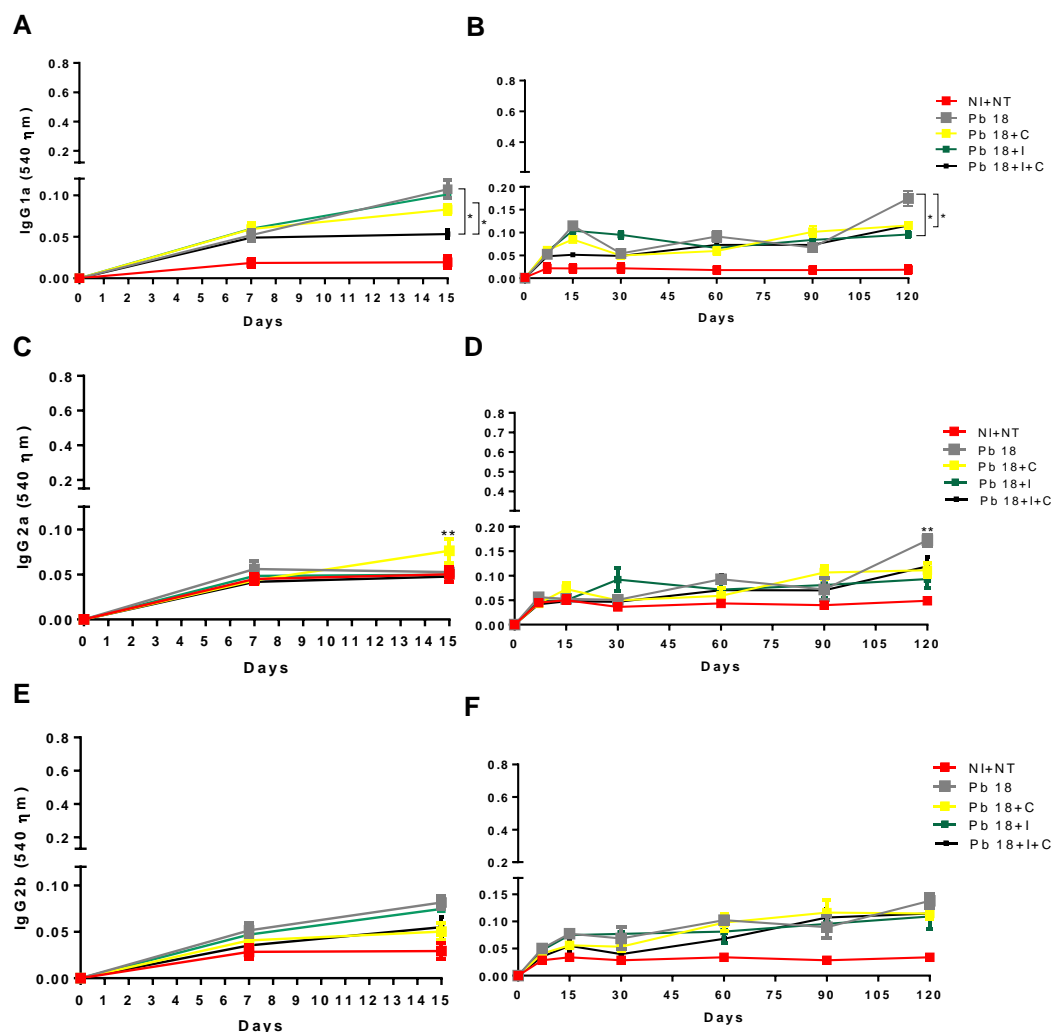 A
IgG1a (540 ηm)
0.8
0.6
0.4
0.2
0.10
0.05
0.00
*
*
0 1 2 3 4 5 6 7 8 9 10 11 12 13 14 15
Days
B
0.8
0.6
0.4
0.20
0.15
0.10
0.05
0.00
*
*
0 15 30 45 60 75 90 105 120
Days
NI+NT
Pb 18
Pb 18+C
Pb 18+I
Pb 18+I+C
C
IgG2a (540 ηm)
0.8
0.6
0.4
0.2
0.10
0.05
0.00
**
0 1 2 3 4 5 6 7 8 9 10 11 12 13 14 15
Days
D
0.8
0.7
0.6
0.5
0.4
0.3
0.20
0.15
0.10
0.05
0.00
**
0 15 30 45 60 75 90 105 120
Days
NI+NT
Pb 18
Pb 18+C
Pb 18+I
Pb 18+I+C
E
IgG2b (540 ηm)
0.8
0.6
0.4
0.2
0.10
0.05
0.00
0 1 2 3 4 5 6 7 8 9 10 11 12 13 14 15
Days
F
0.8
0.6
0.4
0.2
0.15
0.10
0.05
0.00
0 15 30 45 60 75 90 105 120
Days
NI+NT
Pb 18
Pb 18+C
Pb 18+I
Pb 18+I+C